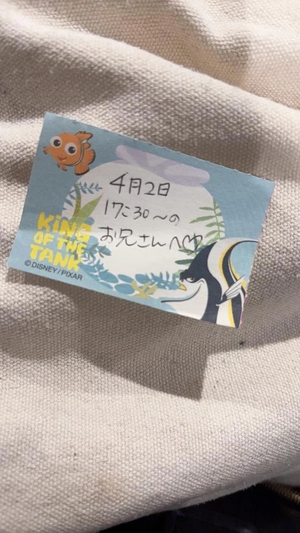 4月2日
17:30〜の
お兄さんへ
KING
OF THE
TANK
©DISNEY/PIXAR